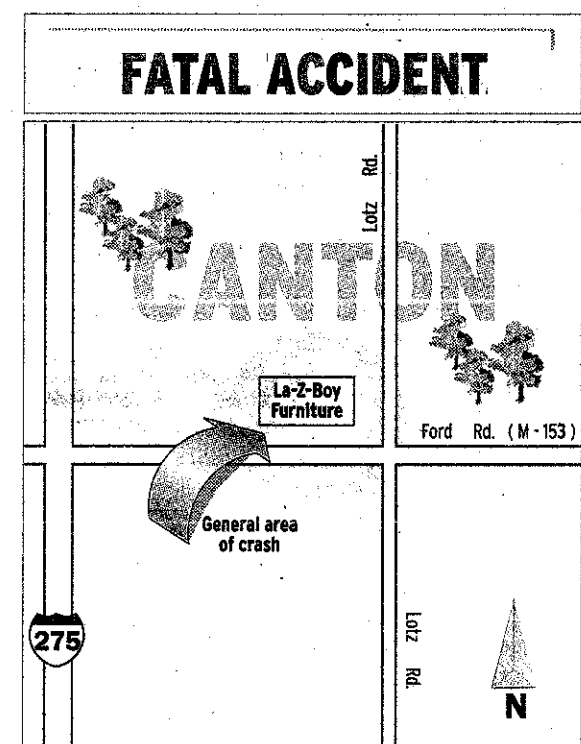 FATAL ACCIDENT
Lotz Rd.
CANTON
La-Z-Boy
Furniture
Ford Rd. (M-153)
General area
of crash
275
Lotz Rd.
N